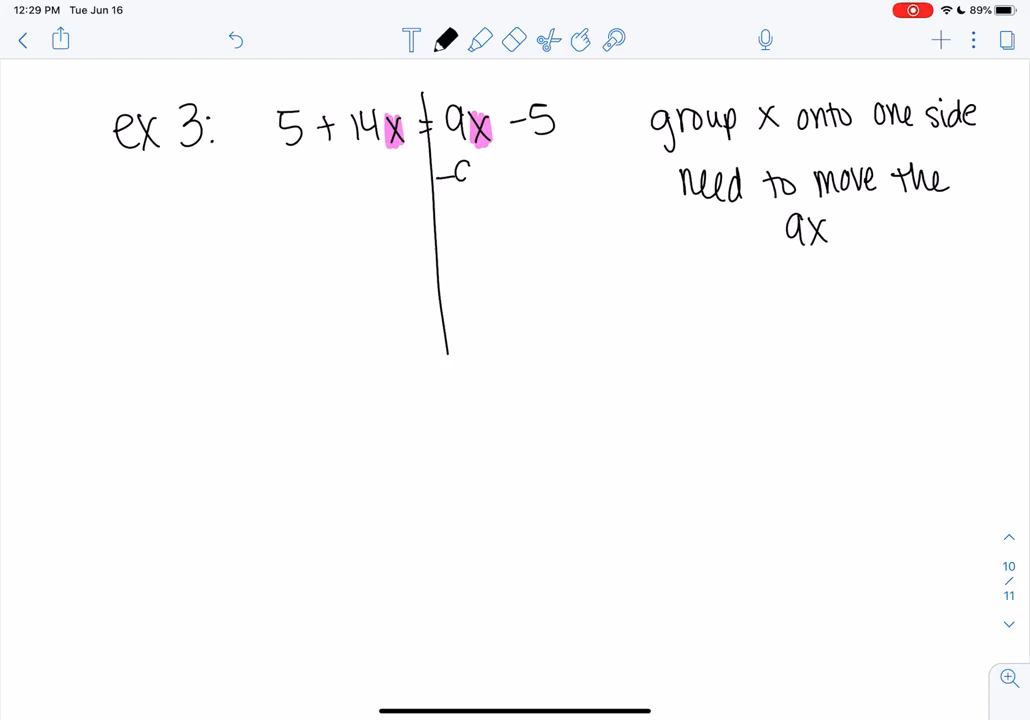 12:29 PM Tue Jun 16
89%
T
ex 3: 5 + 14x = 9x - 5
group x onto one side
need to move the
9x
10
/
11